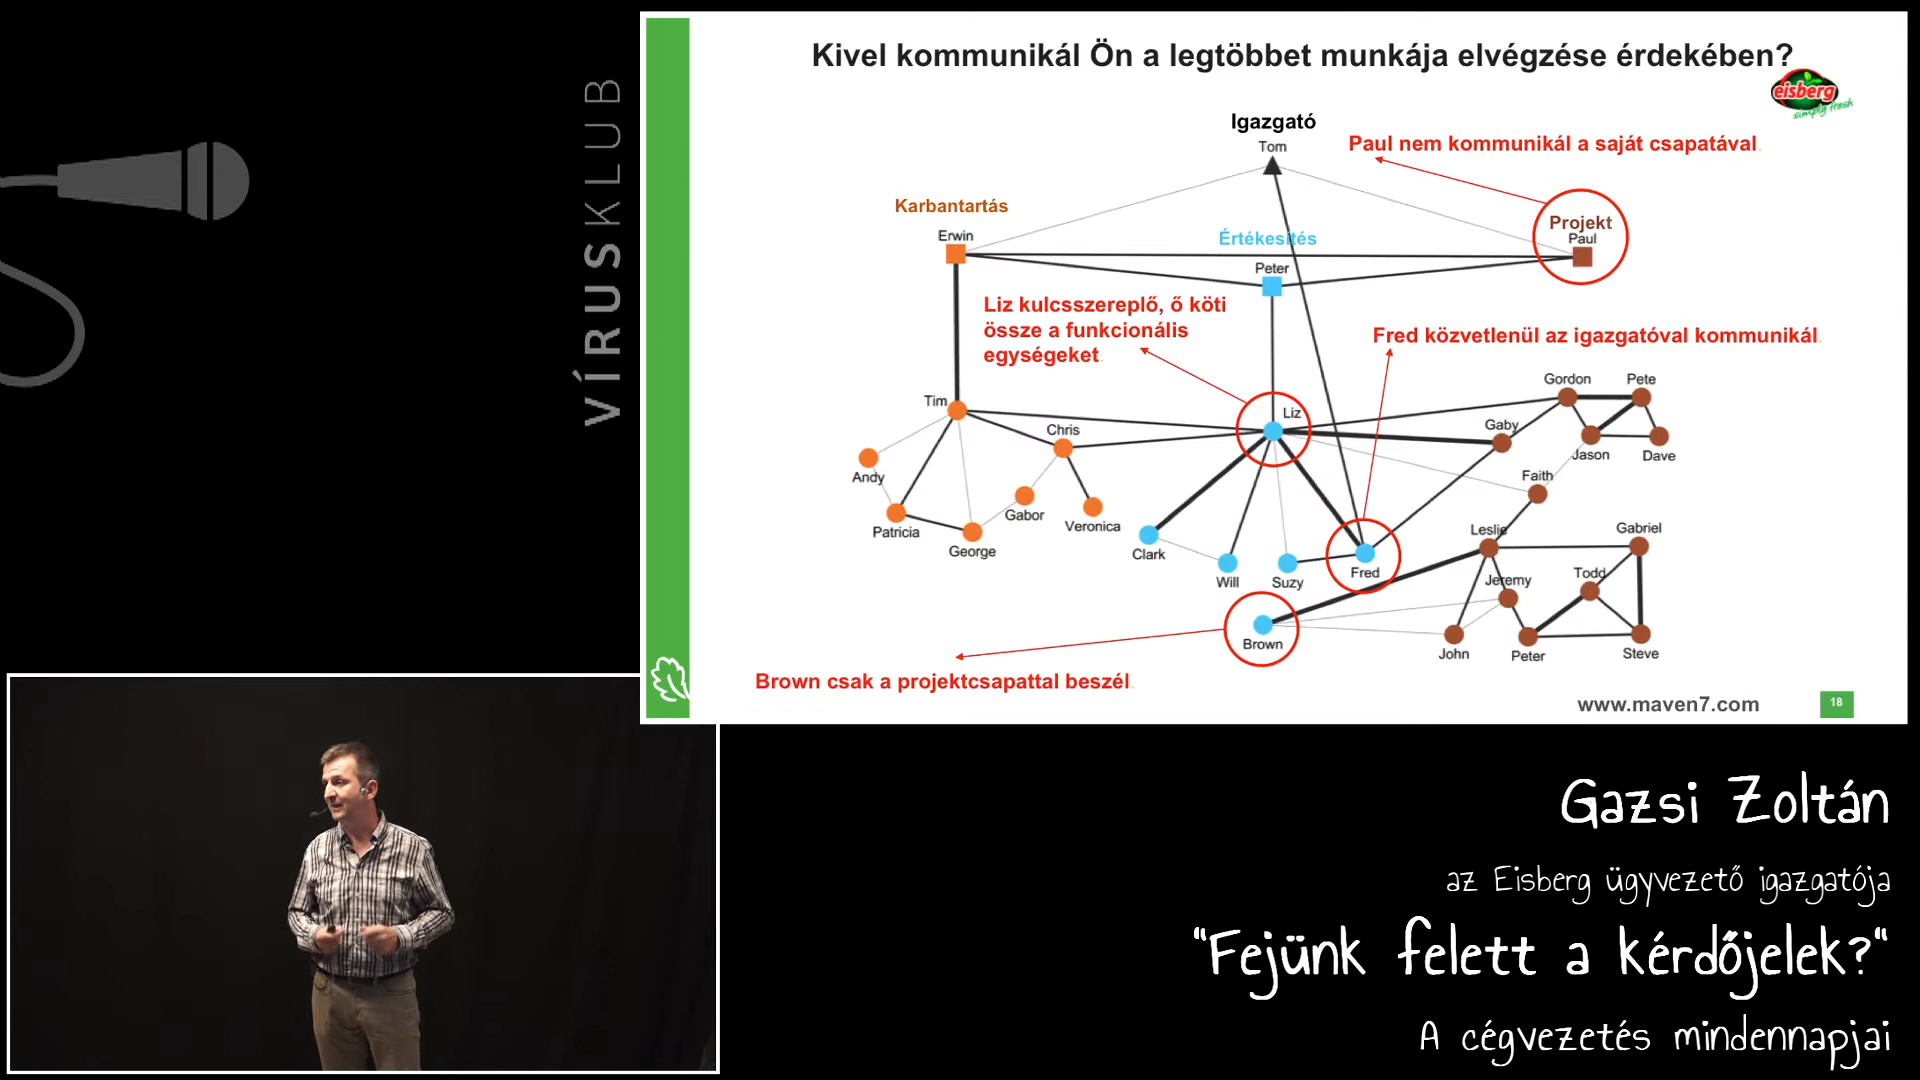 VÍRUSKLUB
Kivel kommunikál Ön a legtöbbet munkája elvégzése érdekében?
eisberg
simply fresh
Igazgató
Tom
Paul nem kommunikál a saját csapatával.
Karbantartás
Erwin
Értékesítés
Peter
Projekt
Paul
Liz kulcsszereplő, ő köti
össze a funkcionális
egységeket.
Fred közvetlenül az igazgatóval kommunikál.
Tim
Chris
Liz
Gordon
Pete
Gaby
Jason
Dave
Andy
Faith
Patricia
Gabor
Veronica
George
Clark
Will
Suzy
Fred
Leslie
Gabriel
Jeremy
Todd
Brown
John
Peter
Steve
Brown csak a projektcsapattal beszél.
www.maven7.com
18
Gazsi Zoltán
az Eisberg ügyvezető igazgatója
"Fejünk felett a kérdőjelek?"
A cégvezetés mindennapjai